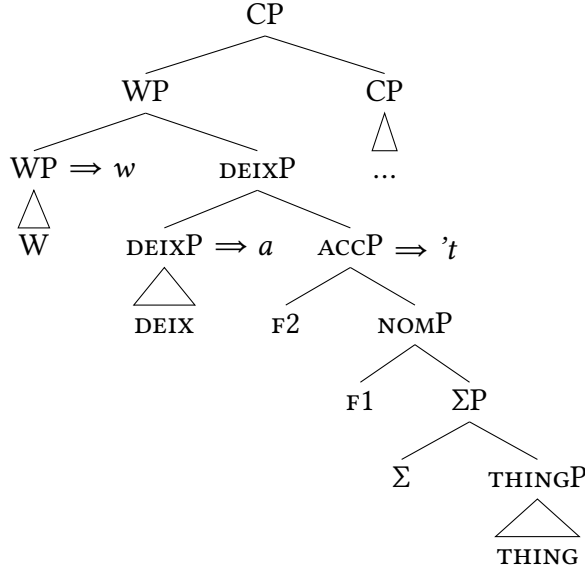 CP
WP CP
WP ⇒ w DEIXP ...
W DEIXP ⇒ a ACCP ⇒ 't
DEIX F2 NOMP
F1 ΣP
Σ THINGP
THING